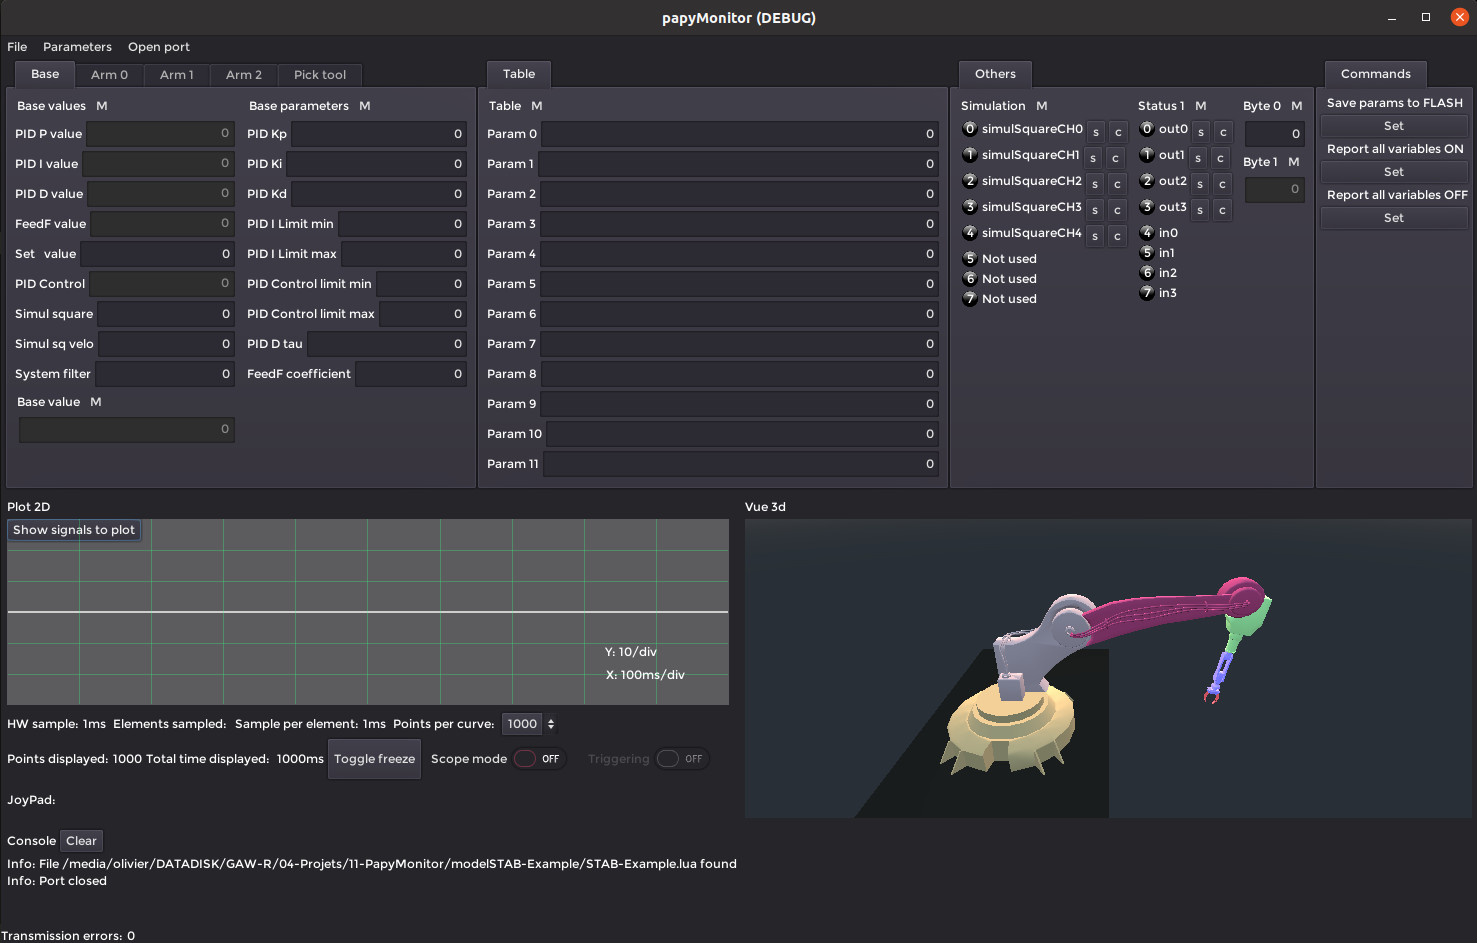 papyMonitor (DEBUG)
File Parameters Open port
Base Arm 0 Arm 1 Arm 2 Pick tool
Base values M
PID P value 0
PID I value 0
PID D value 0
FeedF value 0
Set value 0
PID Control 0
Simul square 0
Simul sq velo 0
System filter 0
Base value M
0
Base parameters M
PID Kp 0
PID Ki 0
PID Kd 0
PID I Limit min 0
PID I Limit max 0
PID Control limit min 0
PID Control limit max 0
PID D tau 0
FeedF coefficient 0
Table
Table M
Param 0 0
Param 1 0
Param 2 0
Param 3 0
Param 4 0
Param 5 0
Param 6 0
Param 7 0
Param 8 0
Param 9 0
Param 10 0
Param 11 0
Others
Simulation M
0 simulSquareCH0 s c
1 simulSquareCH1 s c
2 simulSquareCH2 s c
3 simulSquareCH3 s c
4 simulSquareCH4 s c
5 Not used
6 Not used
7 Not used
Status 1 M
0 out0 s c
1 out1 s c
2 out2 s c
3 out3 s c
4 in0
5 in1
6 in2
7 in3
Byte 0 M
0
Byte 1 M
0
Commands
Save params to FLASH
Set
Report all variables ON
Set
Report all variables OFF
Set
Plot 2D
Show signals to plot
Y: 10/div
X: 100ms/div
HW sample: 1ms Elements sampled: Sample per element: 1ms Points per curve: 1000
Points displayed: 1000 Total time displayed: 1000ms Toggle freeze Scope mode OFF Triggering OFF
JoyPad:
Vue 3d
Console Clear
Info: File /media/olivier/DATADISK/GAW-R/04-Projets/11-PapyMonitor/modelSTAB-Example/STAB-Example.lua found
Info: Port closed
Transmission errors: 0